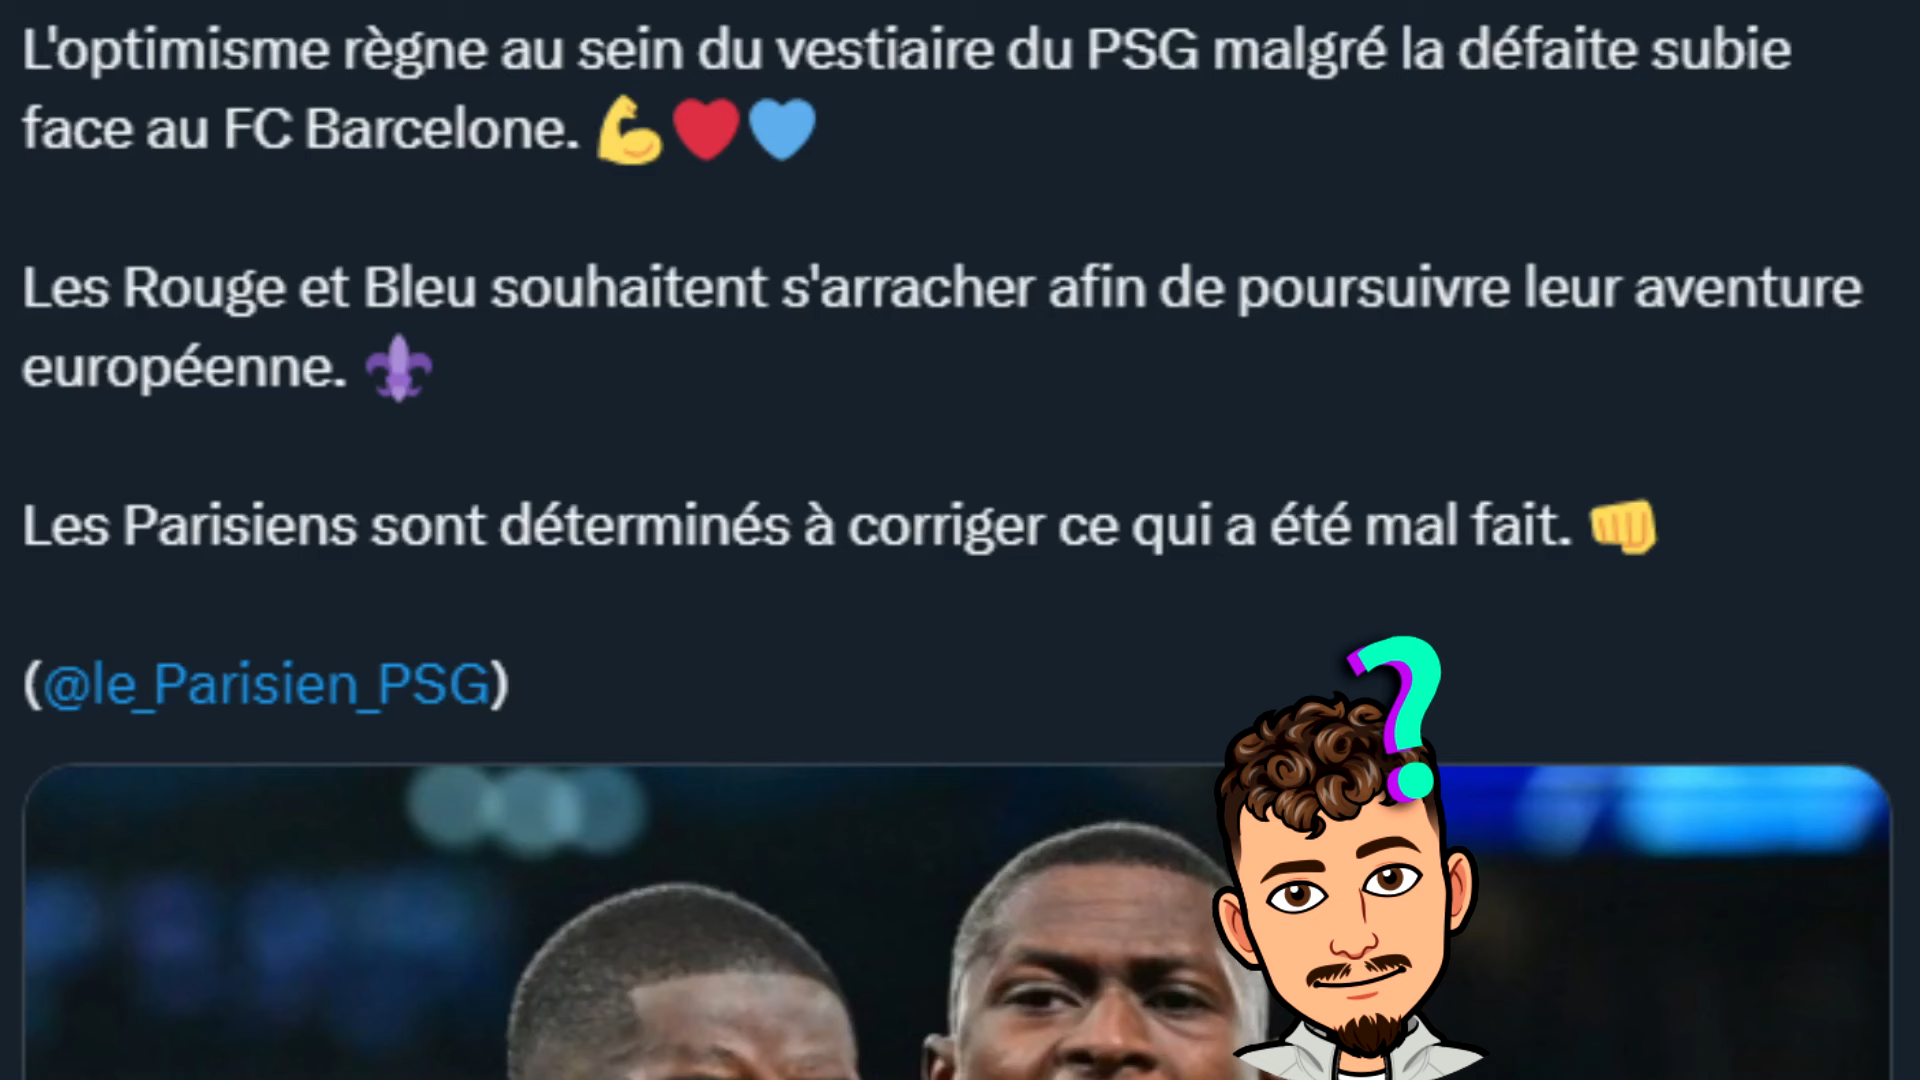 L'optimisme règne au sein du vestiaire du PSG malgré la défaite subie
face au FC Barcelone. 💪❤️💙
Les Rouge et Bleu souhaitent s'arracher afin de poursuivre leur aventure
européenne. ⚜️
Les Parisiens sont déterminés à corriger ce qui a été mal fait. 👊
(@le_Parisien_PSG)
?